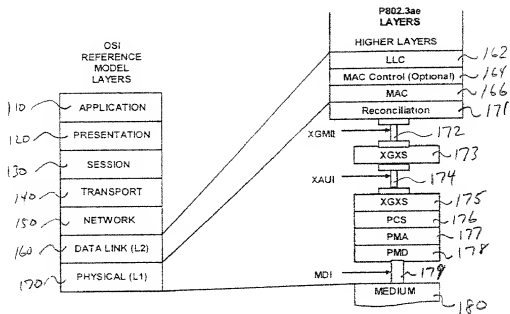 OSI
REFERENCE
MODEL
LAYERS
110 APPLICATION
120 PRESENTATION
130 SESSION
140 TRANSPORT
150 NETWORK
160 DATA LINK (L2)
170 PHYSICAL (L1)
P802.3ae
LAYERS
HIGHER LAYERS
LLC 162
MAC Control (Optional) 164
MAC 166
Reconciliation 171
XGMII 172
XGXS 173
XAUI 174
XGXS 175
PCS 176
PMA 177
PMD 178
MDI 179
MEDIUM 180